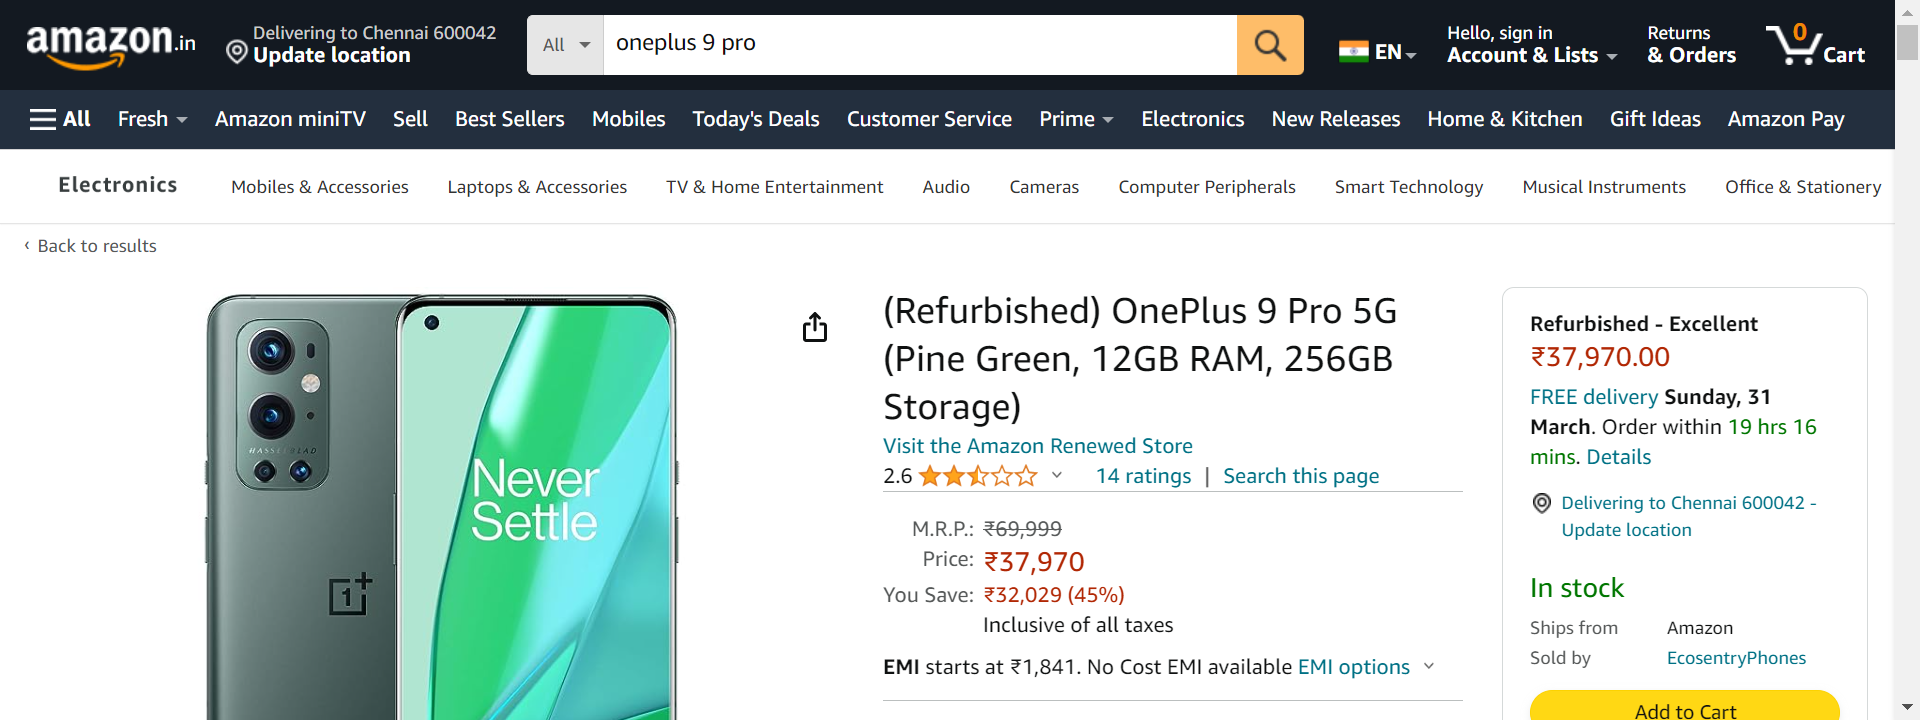 amazon.in
Delivering to Chennai 600042
Update location
All
oneplus 9 pro
EN
Hello, sign in
Account & Lists
Returns
& Orders
0
Cart
All Fresh Amazon miniTV Sell Best Sellers Mobiles Today's Deals Customer Service Prime Electronics New Releases Home & Kitchen Gift Ideas Amazon Pay
Electronics Mobiles & Accessories Laptops & Accessories TV & Home Entertainment Audio Cameras Computer Peripherals Smart Technology Musical Instruments Office & Stationery
‹ Back to results
HASSELBLAD
1+
Never
Settle
(Refurbished) OnePlus 9 Pro 5G
(Pine Green, 12GB RAM, 256GB
Storage)
Visit the Amazon Renewed Store
2.6 14 ratings | Search this page
M.R.P.: ₹69,999
Price: ₹37,970
You Save: ₹32,029 (45%)
Inclusive of all taxes
EMI starts at ₹1,841. No Cost EMI available EMI options
Refurbished - Excellent
₹37,970.00
FREE delivery Sunday, 31
March. Order within 19 hrs 16
mins. Details
Delivering to Chennai 600042 -
Update location
In stock
Ships from Amazon
Sold by EcosentryPhones
Add to Cart